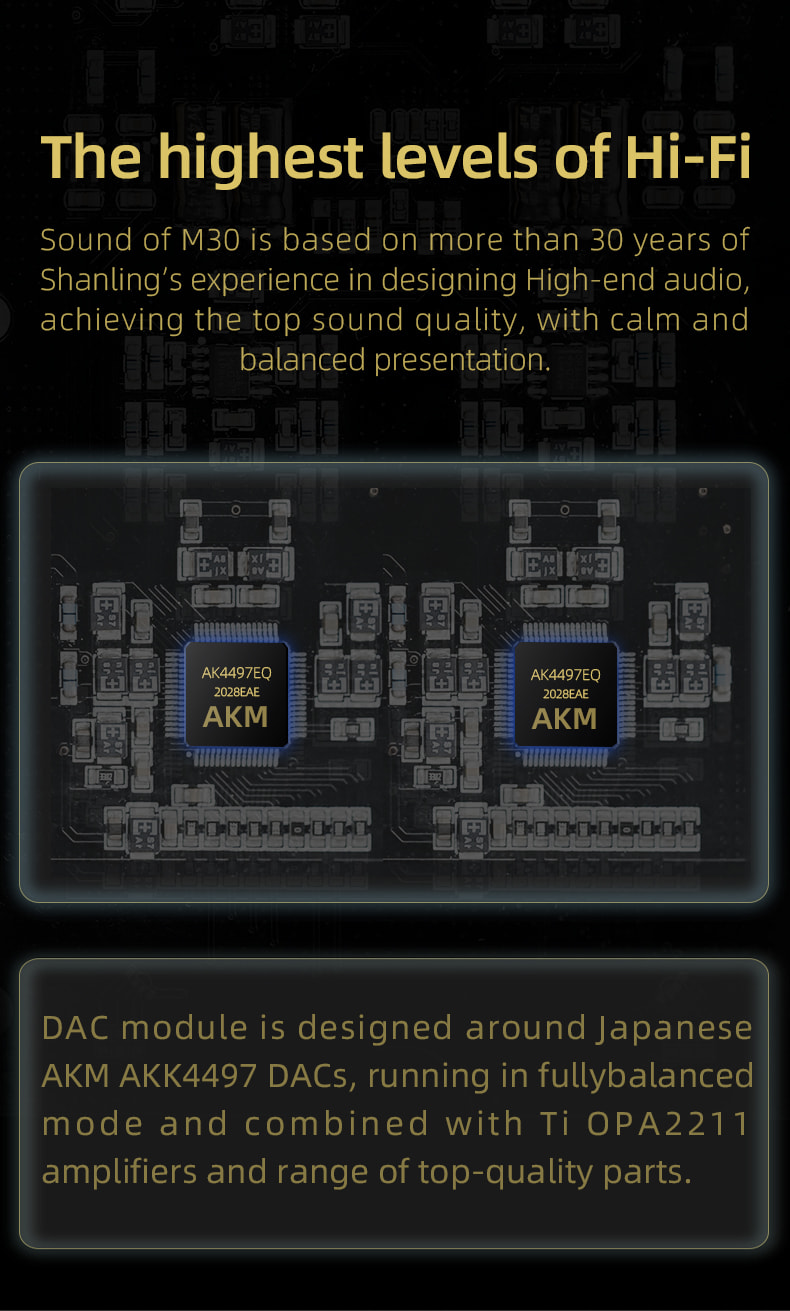 The highest levels of Hi-Fi
Sound of M30 is based on more than 30 years of
Shanling’s experience in designing High-end audio,
achieving the top sound quality, with calm and
balanced presentation.
AK4497EQ
2028EAE
AKM
AK4497EQ
2028EAE
AKM
DAC module is designed around Japanese
AKM AKK4497 DACs, running in fullybalanced
mode and combined with Ti OPA2211
amplifiers and range of top-quality parts.